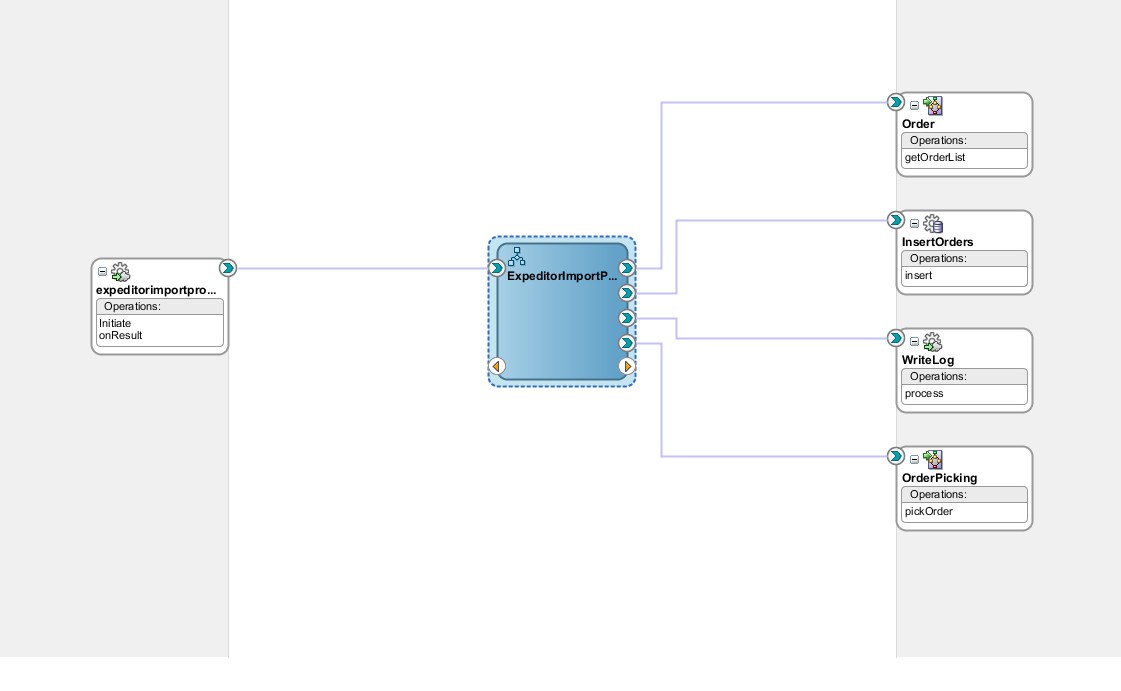 expeditorimportpro...
Operations:
Initiate
onResult
ExpeditorImportP...
Order
Operations:
getOrderList
InsertOrders
Operations:
insert
WriteLog
Operations:
process
OrderPicking
Operations:
pickOrder